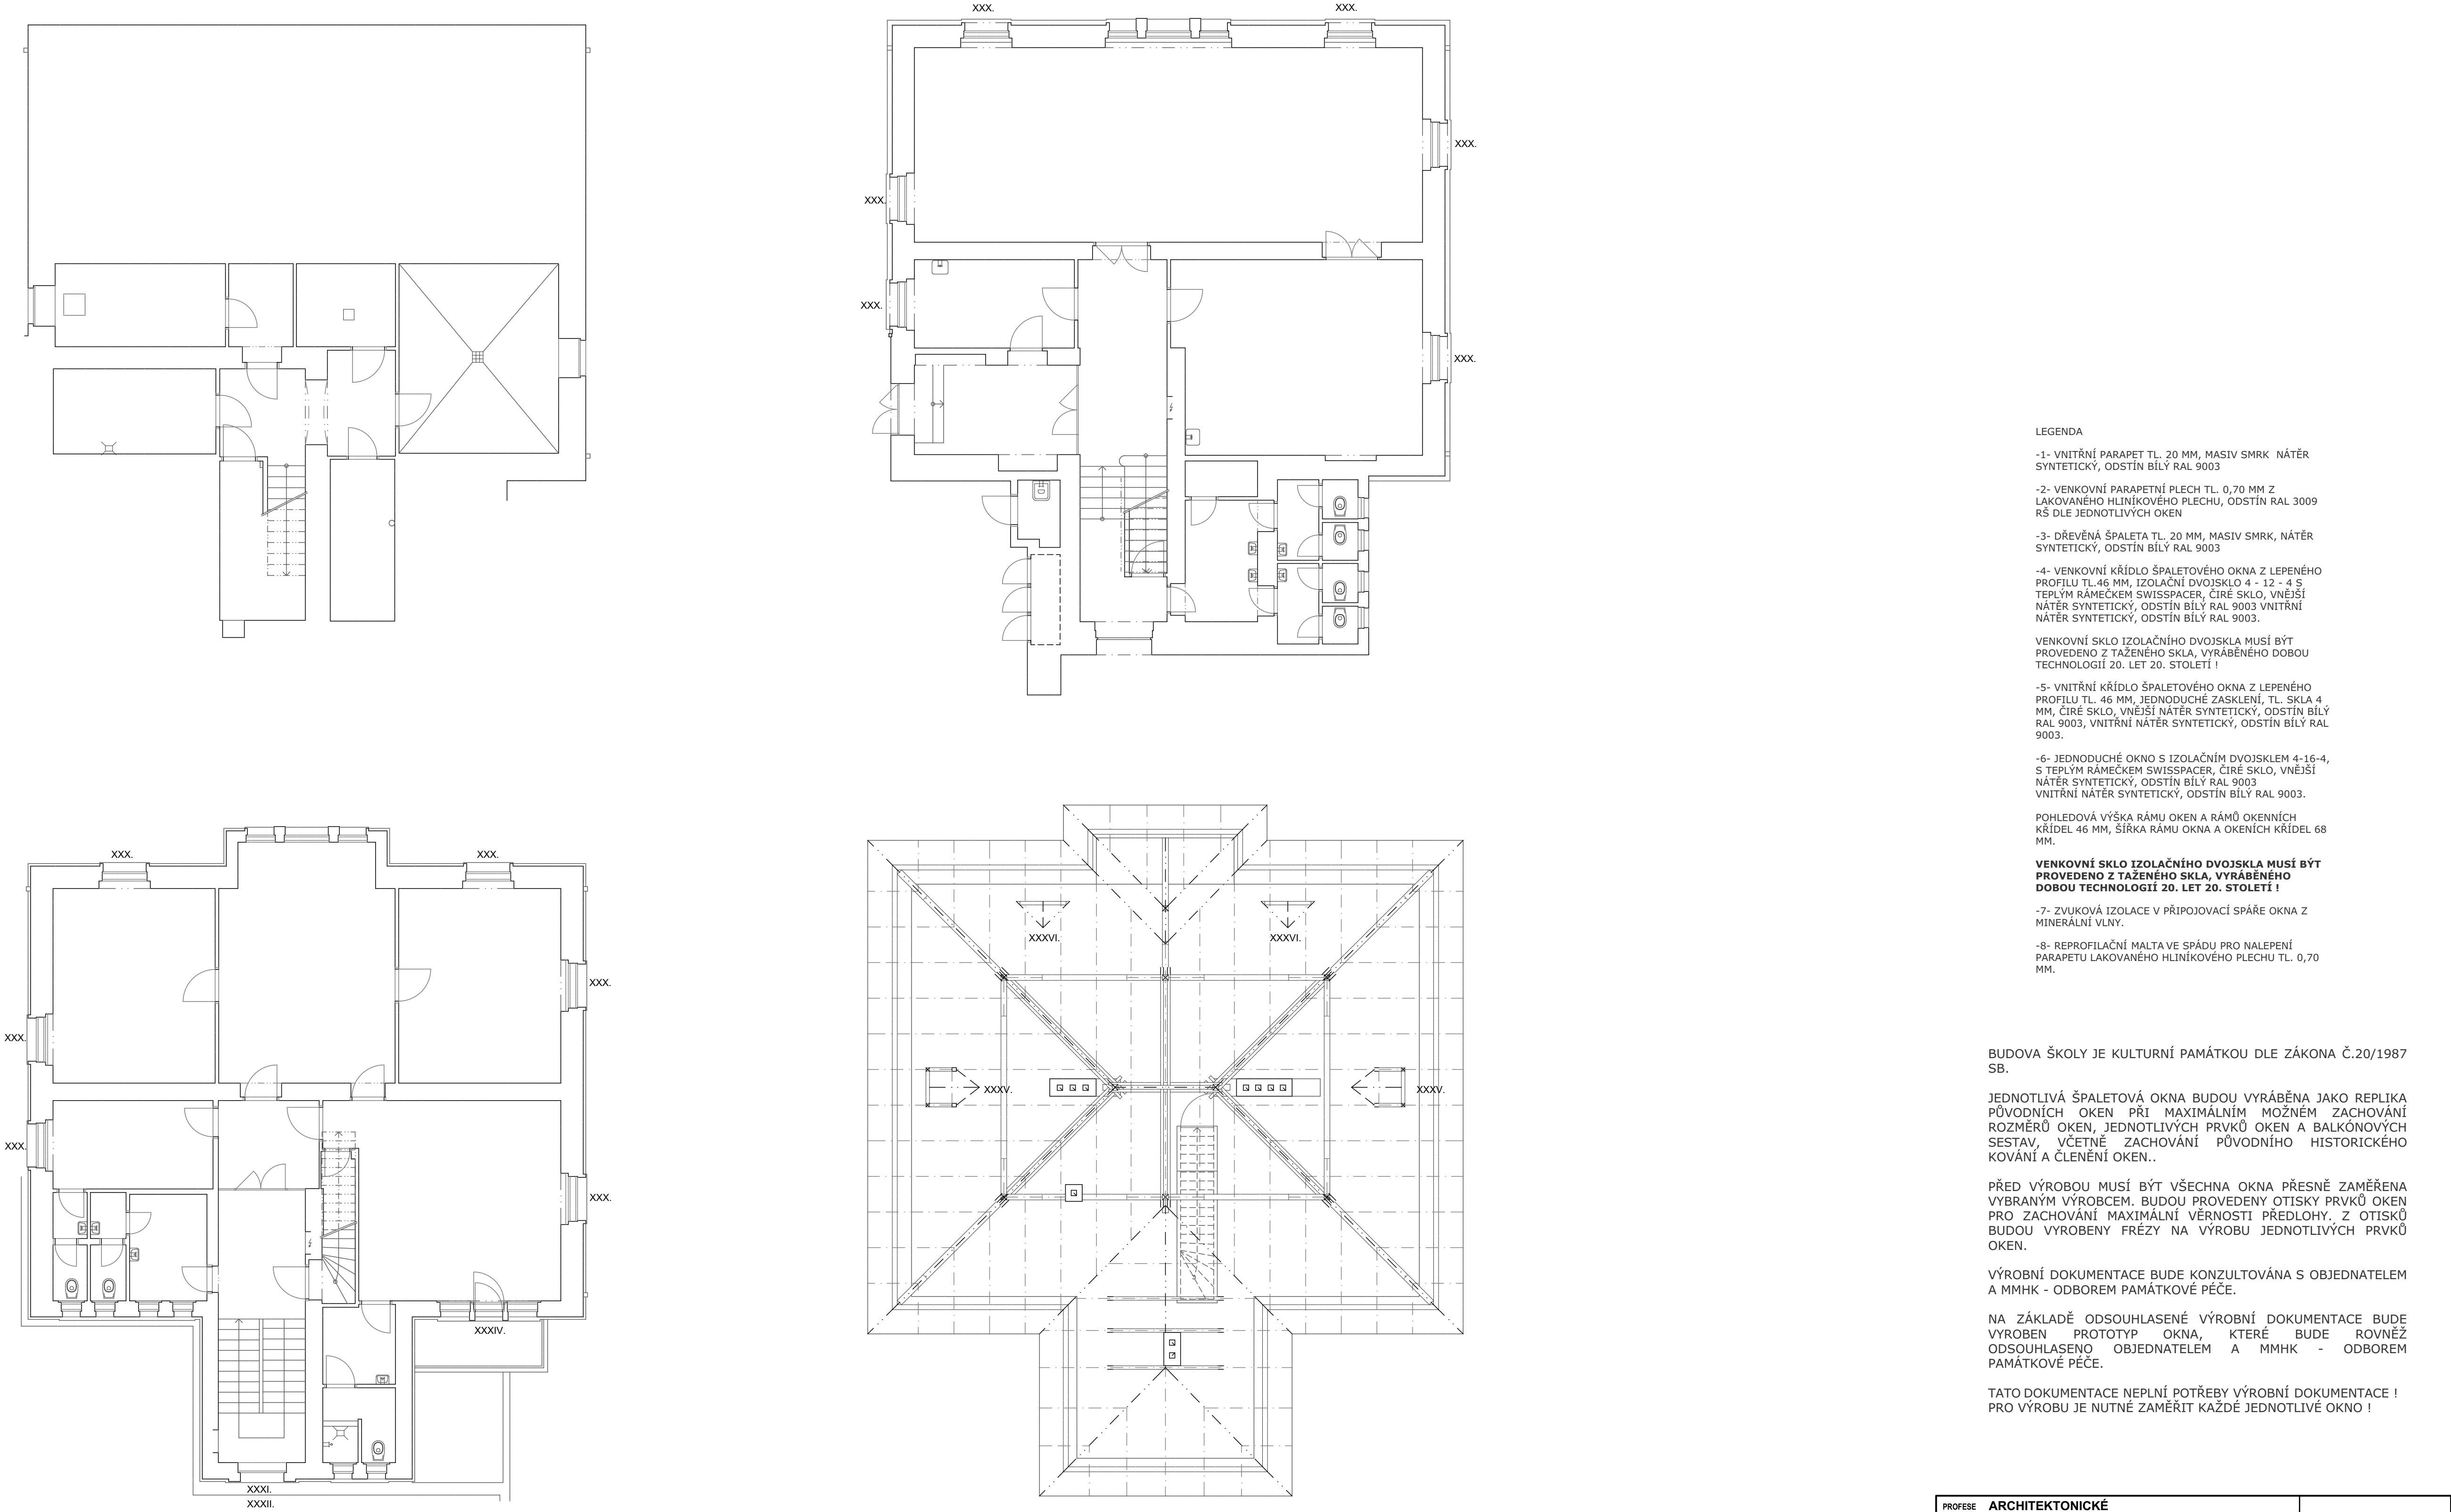 XXX.
XXX.
XXX.
XXX.
XXX.
XXX.
XXX.
XXX.
XXX.
XXX.
XXX.
XXX.
XXXIV.
XXXI.
XXXII.
XXXVI.
XXXVI.
XXXV.
XXXV.
LEGENDA
-1- VNITŘNÍ PARAPET TL. 20 MM, MASIV SMRK NÁTĚR
SYNTETICKÝ, ODSTÍN BÍLÝ RAL 9003
-2- VENKOVNÍ PARAPETNÍ PLECH TL. 0,70 MM Z
LAKOVANÉHO HLINÍKOVÉHO PLECHU, ODSTÍN RAL 3009
RŠ DLE JEDNOTLIVÝCH OKEN
-3- DŘEVĚNÁ ŠPALETA TL. 20 MM, MASIV SMRK, NÁTĚR
SYNTETICKÝ, ODSTÍN BÍLÝ RAL 9003
-4- VENKOVNÍ KŘÍDLO ŠPALETOVÉHO OKNA Z LEPENÉHO
PROFILU TL.46 MM, IZOLAČNÍ DVOJSKLO 4 - 12 - 4 S
TEPLÝM RÁMEČKEM SWISSPACER, ČIRÉ SKLO, VNĚJŠÍ
NÁTĚR SYNTETICKÝ, ODSTÍN BÍLÝ RAL 9003 VNITŘNÍ
NÁTĚR SYNTETICKÝ, ODSTÍN BÍLÝ RAL 9003.
VENKOVNÍ SKLO IZOLAČNÍHO DVOJSKLA MUSÍ BÝT
PROVEDENO Z TAŽENÉHO SKLA, VYRÁBĚNÉHO DOBOU
TECHNOLOGIÍ 20. LET 20. STOLETÍ !
-5- VNITŘNÍ KŘÍDLO ŠPALETOVÉHO OKNA Z LEPENÉHO
PROFILU TL. 46 MM, JEDNODUCHÉ ZASKLENÍ, TL. SKLA 4
MM, ČIRÉ SKLO, VNĚJŠÍ NÁTĚR SYNTETICKÝ, ODSTÍN BÍLÝ
RAL 9003, VNITŘNÍ NÁTĚR SYNTETICKÝ, ODSTÍN BÍLÝ RAL
9003.
-6- JEDNODUCHÉ OKNO S IZOLAČNÍM DVOJSKLEM 4-16-4,
S TEPLÝM RÁMEČKEM SWISSPACER, ČIRÉ SKLO, VNĚJŠÍ
NÁTĚR SYNTETICKÝ, ODSTÍN BÍLÝ RAL 9003
VNITŘNÍ NÁTĚR SYNTETICKÝ, ODSTÍN BÍLÝ RAL 9003.
POHLEDOVÁ VÝŠKA RÁMU OKEN A RÁMŮ OKENNÍCH
KŘÍDEL 46 MM, ŠÍŘKA RÁMU OKNA A OKENÍCH KŘÍDEL 68
MM.
VENKOVNÍ SKLO IZOLAČNÍHO DVOJSKLA MUSÍ BÝT
PROVEDENO Z TAŽENÉHO SKLA, VYRÁBĚNÉHO
DOBOU TECHNOLOGIÍ 20. LET 20. STOLETÍ !
-7- ZVUKOVÁ IZOLACE V PŘIPOJOVACÍ SPÁŘE OKNA Z
MINERÁLNÍ VLNY.
-8- REPROFILAČNÍ MALTA VE SPÁDU PRO NALEPENÍ
PARAPETU LAKOVANÉHO HLINÍKOVÉHO PLECHU TL. 0,70
MM.
BUDOVA ŠKOLY JE KULTURNÍ PAMÁTKOU DLE ZÁKONA Č.20/1987
SB.
JEDNOTLIVÁ ŠPALETOVÁ OKNA BUDOU VYRÁBĚNA JAKO REPLIKA
PŮVODNÍCH OKEN PŘI MAXIMÁLNÍM MOŽNÉM ZACHOVÁNÍ
ROZMĚRŮ OKEN, JEDNOTLIVÝCH PRVKŮ OKEN A BALKÓNOVÝCH
SESTAV, VČETNĚ ZACHOVÁNÍ PŮVODNÍHO HISTORICKÉHO
KOVÁNÍ A ČLENĚNÍ OKEN..
PŘED VÝROBOU MUSÍ BÝT VŠECHNA OKNA PŘESNĚ ZAMĚŘENA
VYBRANÝM VÝROBCEM. BUDOU PROVEDENY OTISKY PRVKŮ OKEN
PRO ZACHOVÁNÍ MAXIMÁLNÍ VĚRNOSTI PŘEDLOHY. Z OTISKŮ
BUDOU VYROBENY FRÉZY NA VÝROBU JEDNOTLIVÝCH PRVKŮ
OKEN.
VÝROBNÍ DOKUMENTACE BUDE KONZULTOVÁNA S OBJEDNATELEM
A MMHK - ODBOREM PAMÁTKOVÉ PÉČE.
NA ZÁKLADĚ ODSOUHLASENÉ VÝROBNÍ DOKUMENTACE BUDE
VYROBEN PROTOTYP OKNA, KTERÉ BUDE ROVNĚŽ
ODSOUHLASENO OBJEDNATELEM A MMHK - ODBOREM
PAMÁTKOVÉ PÉČE.
TATO DOKUMENTACE NEPLNÍ POTŘEBY VÝROBNÍ DOKUMENTACE !
PRO VÝROBU JE NUTNÉ ZAMĚŘIT KAŽDÉ JEDNOTLIVÉ OKNO !
PROFESE ARCHITEKTONICKÉ